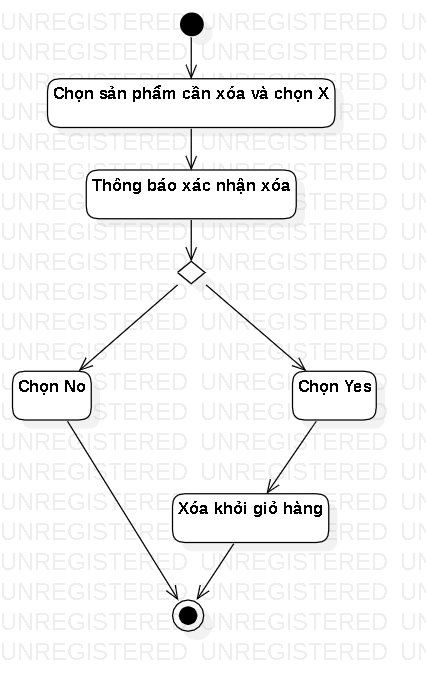 Chọn sản phẩm cần xóa và chọn X
Thông báo xác nhận xóa
Chọn No
Chọn Yes
Xóa khỏi giỏ hàng
UNREGISTERED